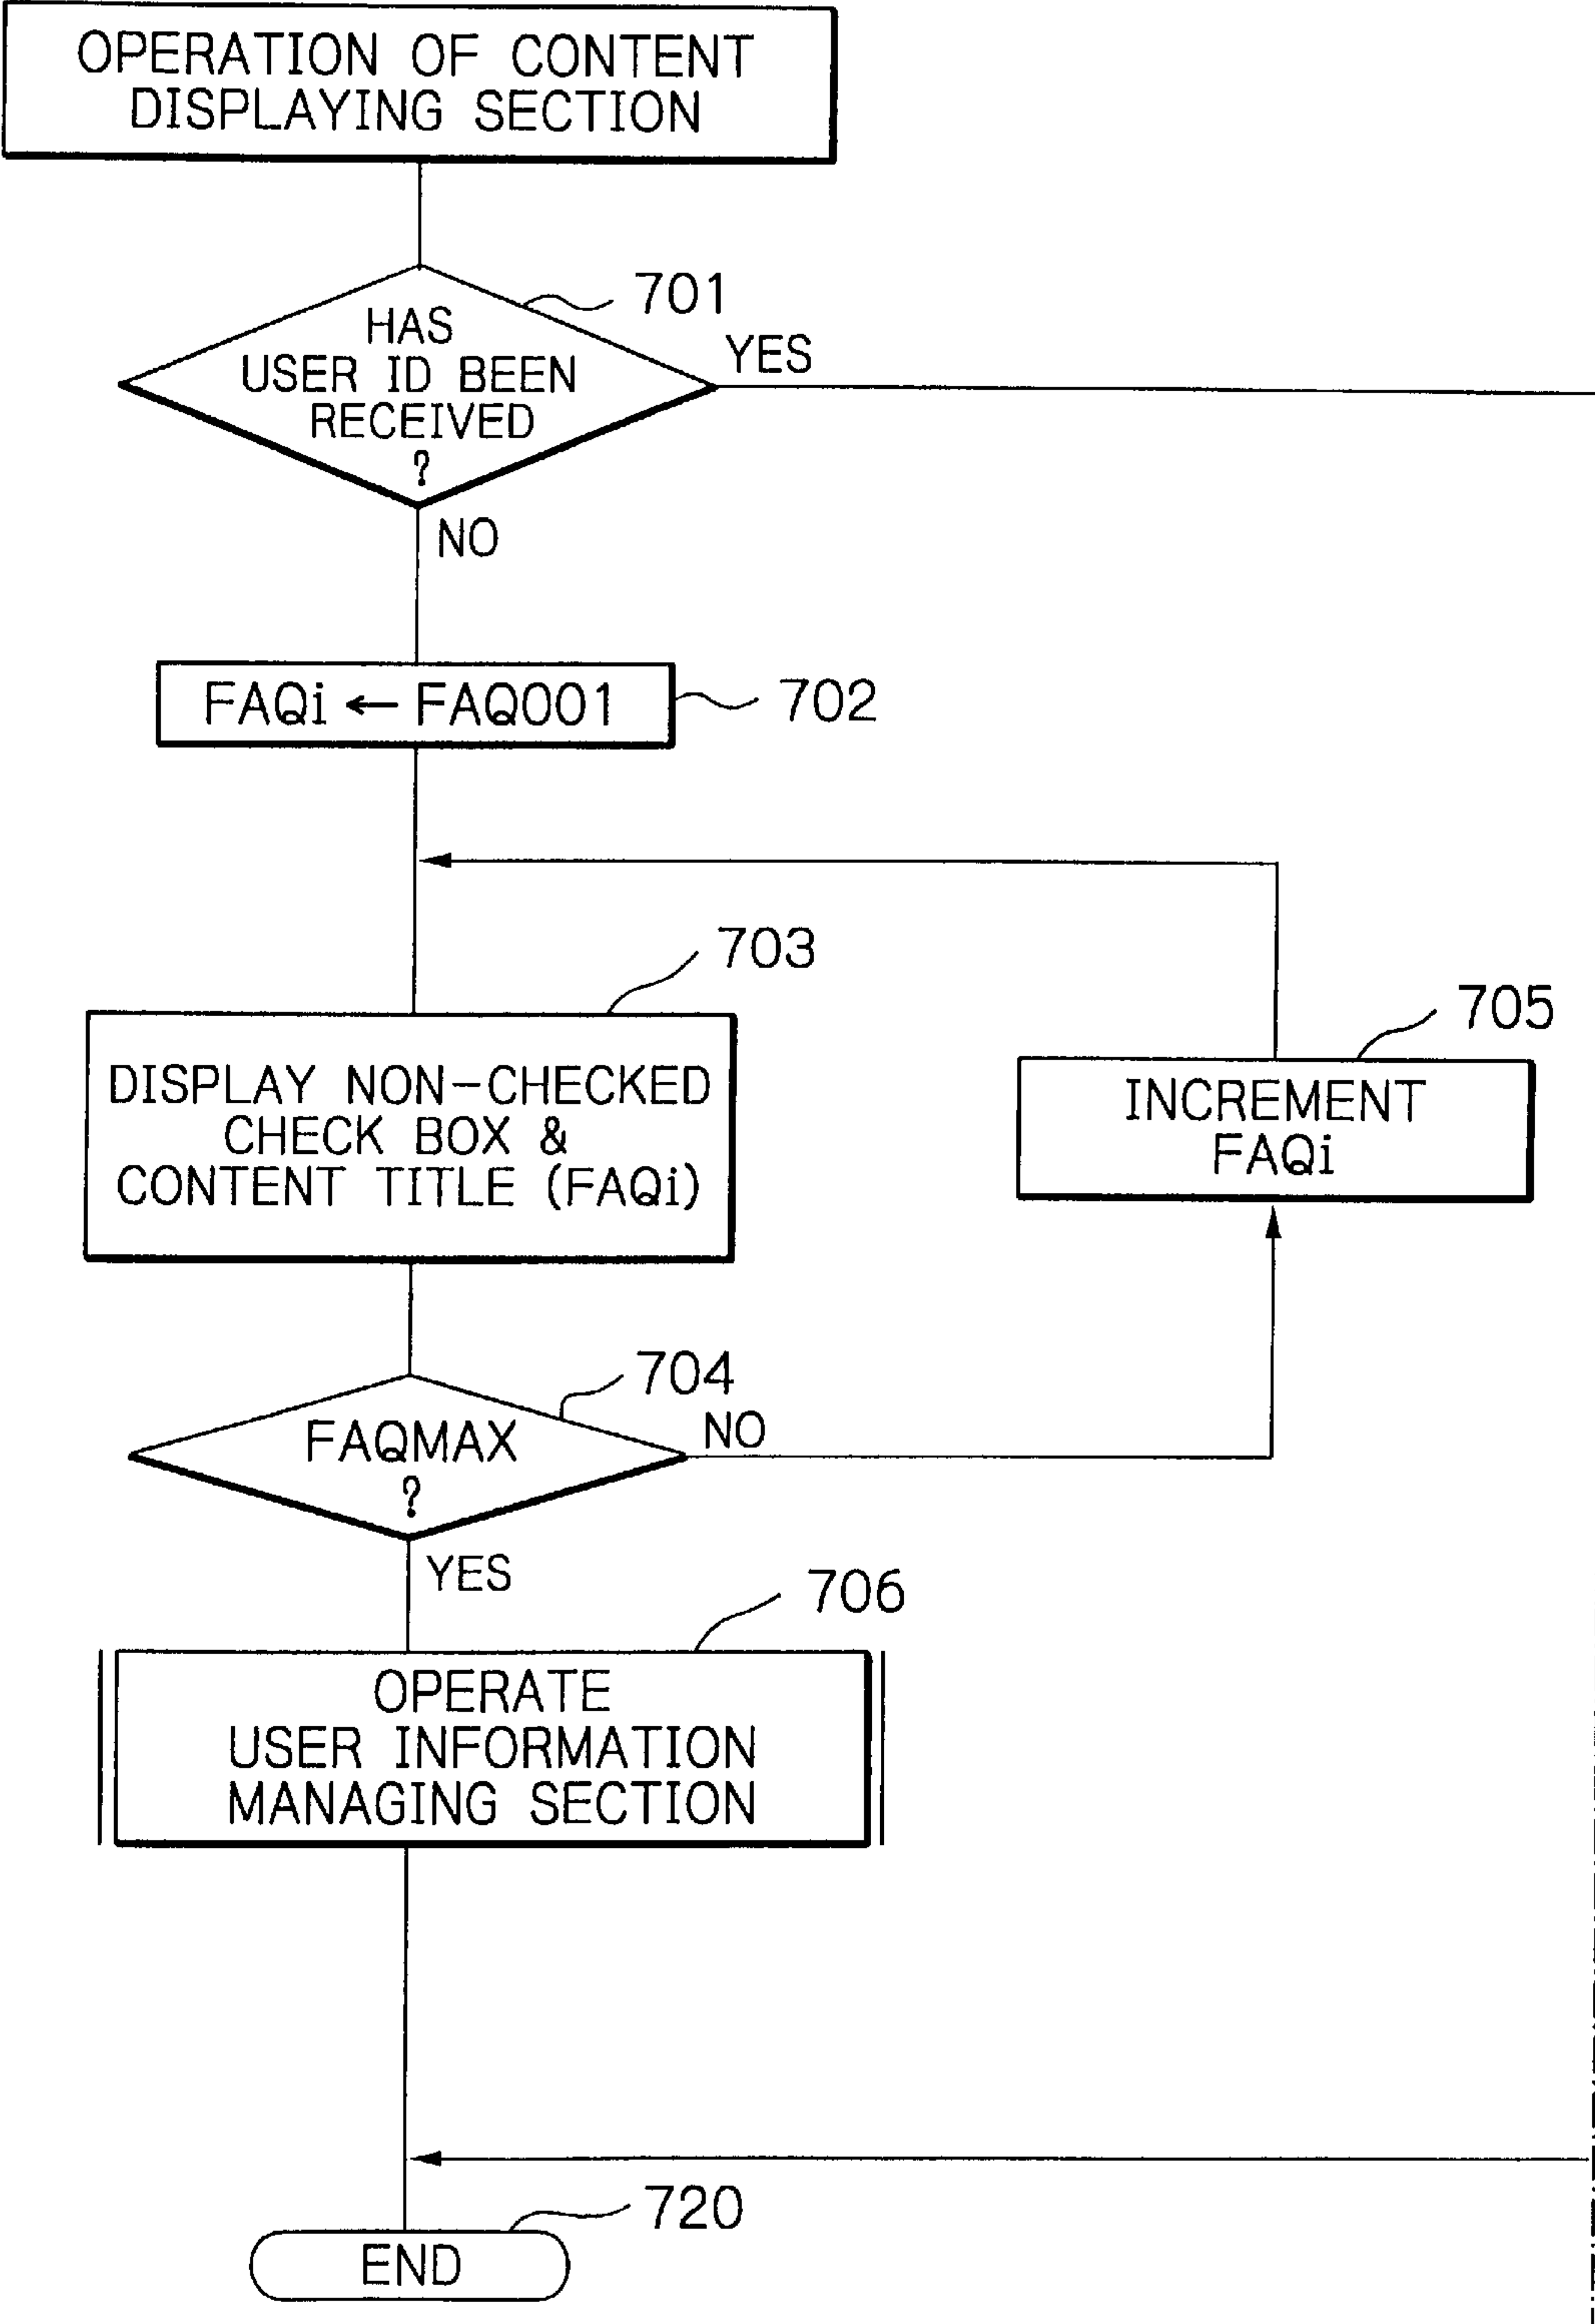 OPERATION OF CONTENT
DISPLAYING SECTION
701
HAS
USER ID BEEN
RECEIVED
?
YES
NO
FAQi ← FAQ001
702
703
705
DISPLAY NON-CHECKED
CHECK BOX &
CONTENT TITLE (FAQi)
INCREMENT
FAQi
704
FAQMAX
?
NO
YES
706
OPERATE
USER INFORMATION
MANAGING SECTION
720
END